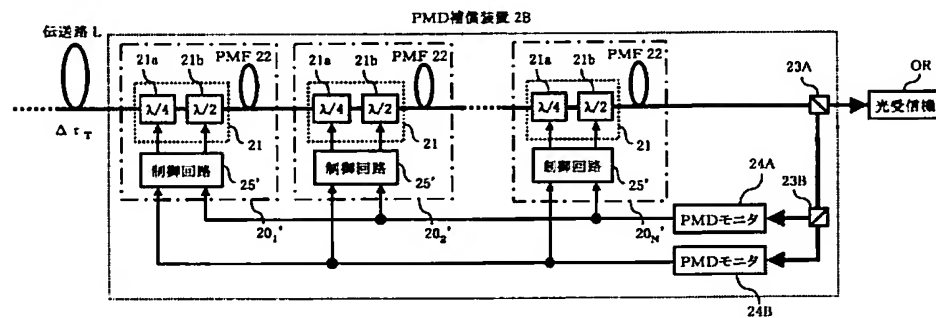 PMD補償装置 2B
伝送路 L
Δτ_T
21a
21b
PMF 22
λ/4
λ/2
21
制御回路
25'
20₁'
21a
21b
PMF 22
λ/4
λ/2
21
制御回路
25'
20₂'
21a
21b
PMF 22
λ/4
λ/2
21
制御回路
25'
20_N'
23A
OR
光受信機
24A
23B
PMDモニタ
PMDモニタ
24B